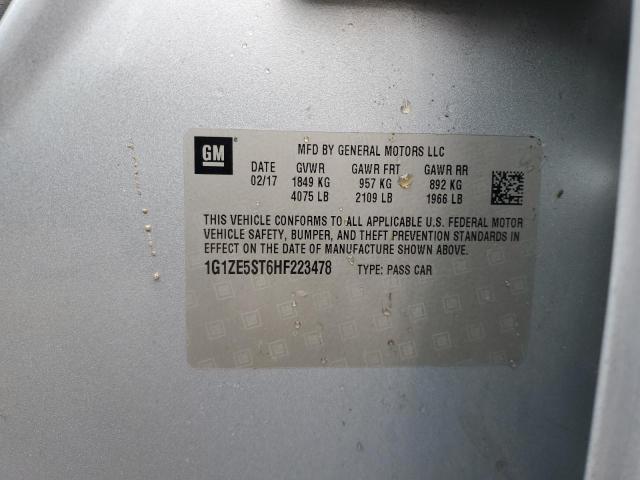 GM
MFD BY GENERAL MOTORS LLC
DATE GVWR GAWR FRT GAWR RR
02/17 1849 KG 957 KG 892 KG
4075 LB 2109 LB 1966 LB
THIS VEHICLE CONFORMS TO ALL APPLICABLE U.S. FEDERAL MOTOR
VEHICLE SAFETY, BUMPER, AND THEFT PREVENTION STANDARDS IN
EFFECT ON THE DATE OF MANUFACTURE SHOWN ABOVE.
1G1ZE5ST6HF223478 TYPE: PASS CAR